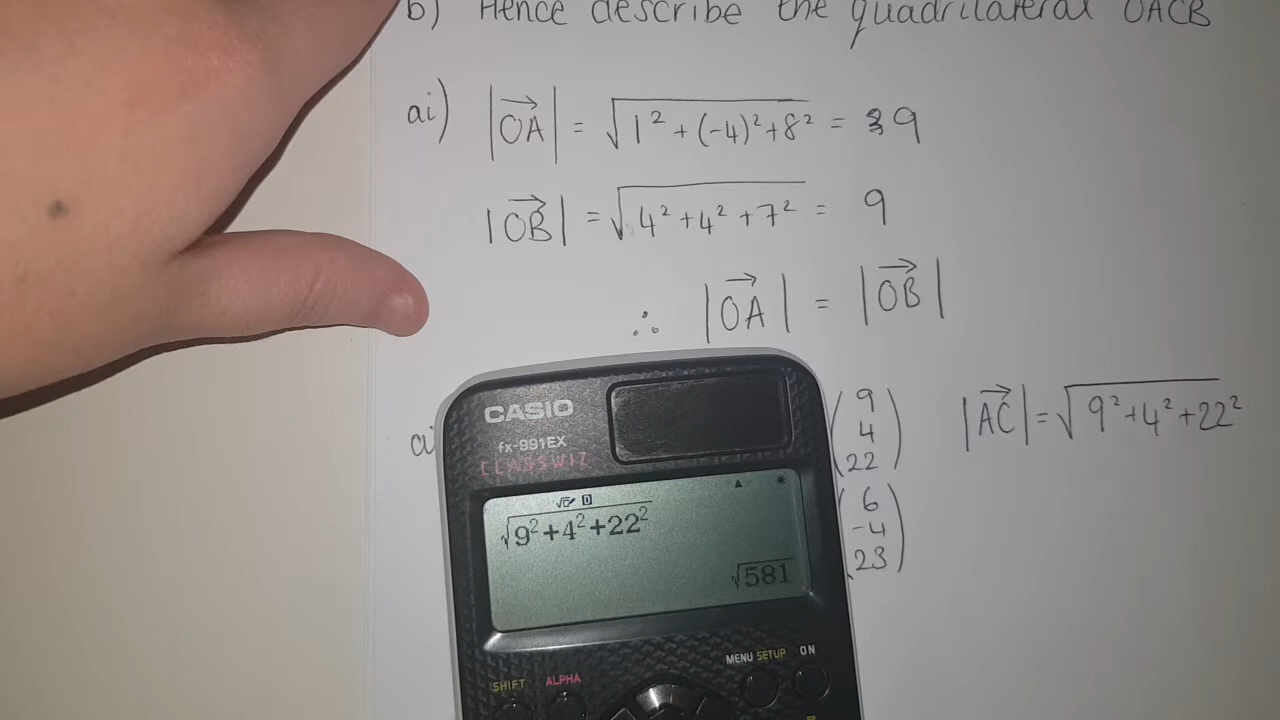 b) Hence describe the quadrilateral OACB
ai) |OA| = √1² + (-4)² + 8² = 9
|OB| = √4² + 4² + 7² = 9
∴ |OA| = |OB|
(9 4 22) |AC| = √9² + 4² + 22²
(6 -4 23)
CASIO
fx-991EX
CLASSWIZ
√9²+4²+22²
√581
MENU SETUP ON
SHIFT ALPHA